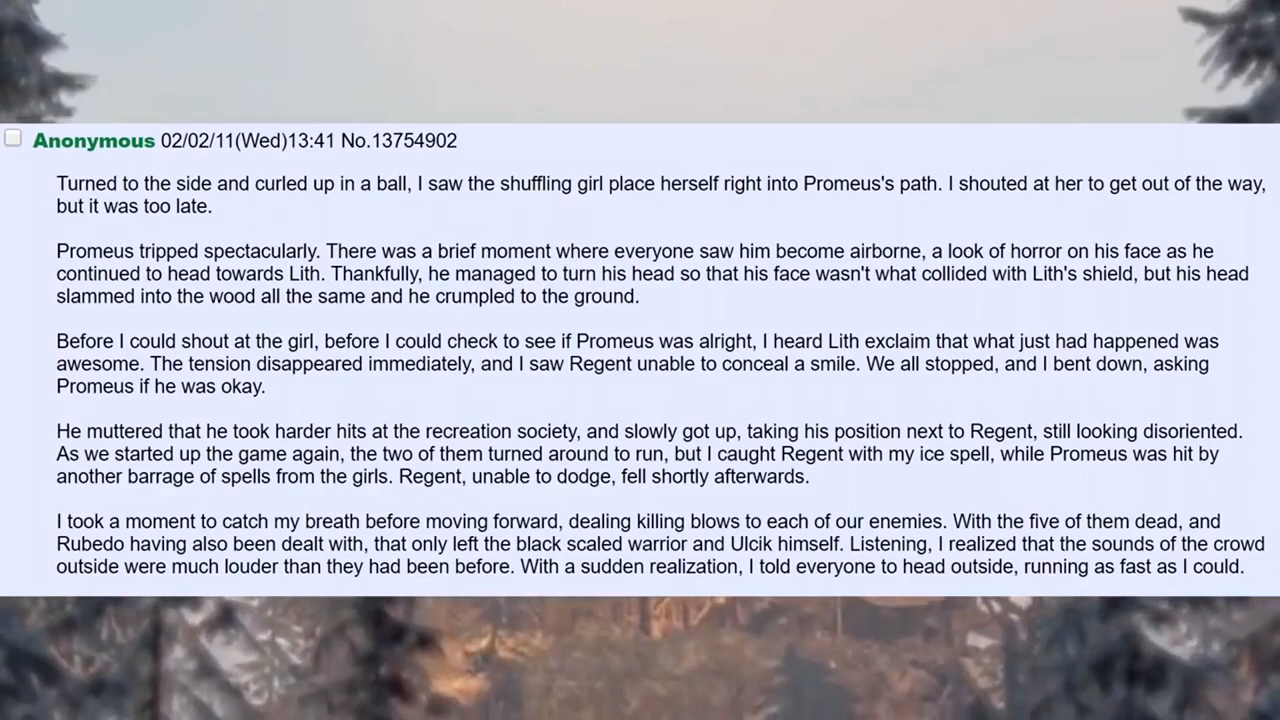 Anonymous 02/02/11(Wed)13:41 No.13754902
Turned to the side and curled up in a ball, I saw the shuffling girl place herself right into Promeus's path. I shouted at her to get out of the way,
but it was too late.
Promeus tripped spectacularly. There was a brief moment where everyone saw him become airborne, a look of horror on his face as he
continued to head towards Lith. Thankfully, he managed to turn his head so that his face wasn't what collided with Lith's shield, but his head
slammed into the wood all the same and he crumpled to the ground.
Before I could shout at the girl, before I could check to see if Promeus was alright, I heard Lith exclaim that what just had happened was
awesome. The tension disappeared immediately, and I saw Regent unable to conceal a smile. We all stopped, and I bent down, asking
Promeus if he was okay.
He muttered that he took harder hits at the recreation society, and slowly got up, taking his position next to Regent, still looking disoriented.
As we started up the game again, the two of them turned around to run, but I caught Regent with my ice spell, while Promeus was hit by
another barrage of spells from the girls. Regent, unable to dodge, fell shortly afterwards.
I took a moment to catch my breath before moving forward, dealing killing blows to each of our enemies. With the five of them dead, and
Rubedo having also been dealt with, that only left the black scaled warrior and Ulcik himself. Listening, I realized that the sounds of the crowd
outside were much louder than they had been before. With a sudden realization, I told everyone to head outside, running as fast as I could.